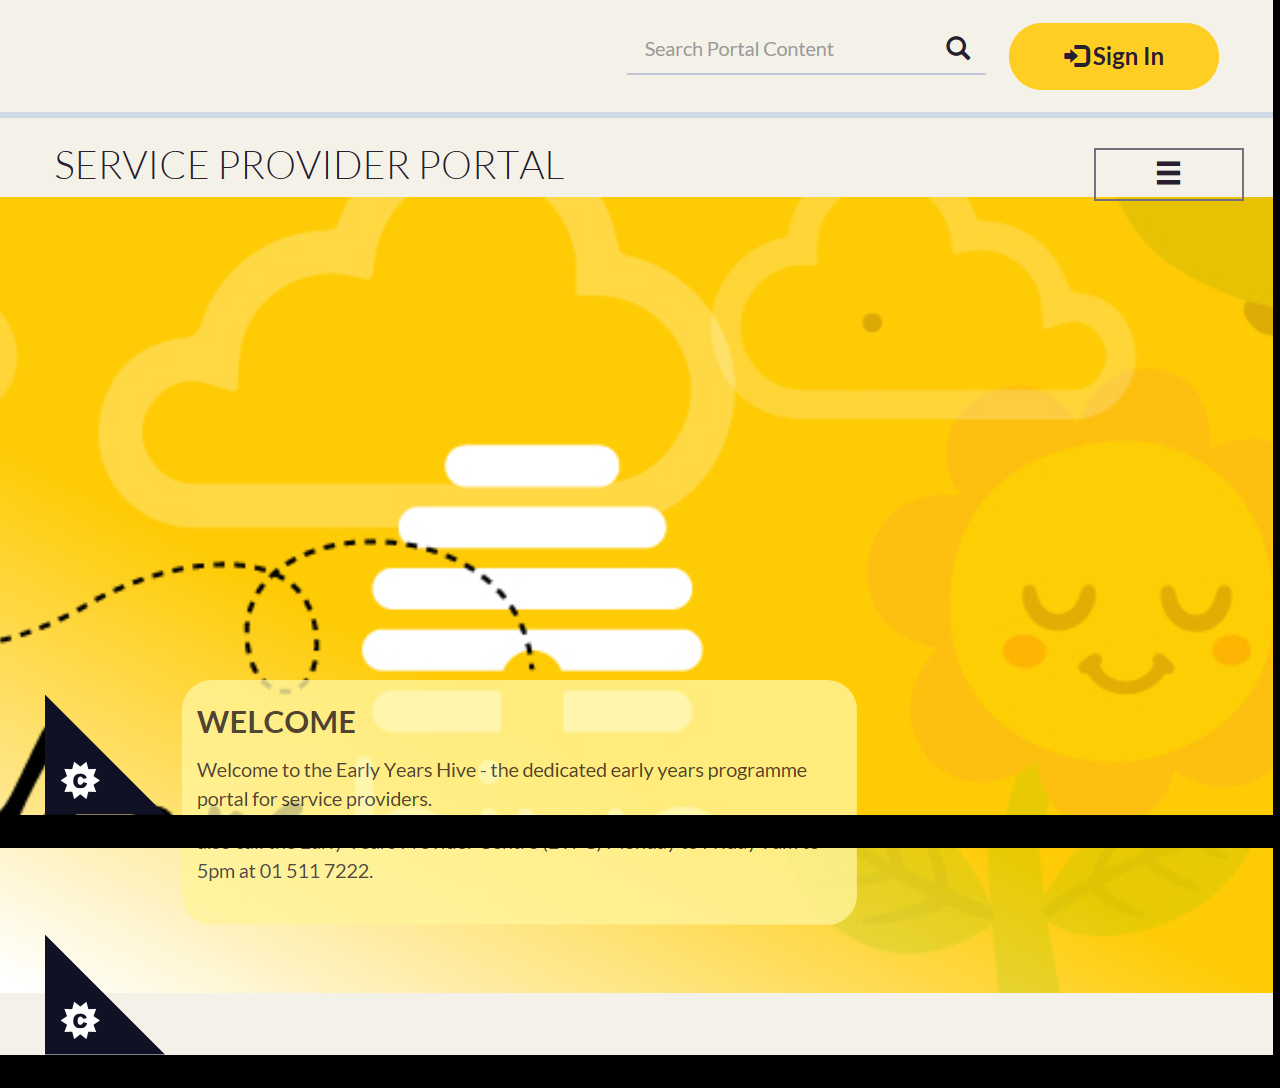 Search Portal Content
Sign In
SERVICE PROVIDER PORTAL
WELCOME
Welcome to the Early Years Hive - the dedicated early years programme
portal for service providers.
5pm at 01 511 7222.